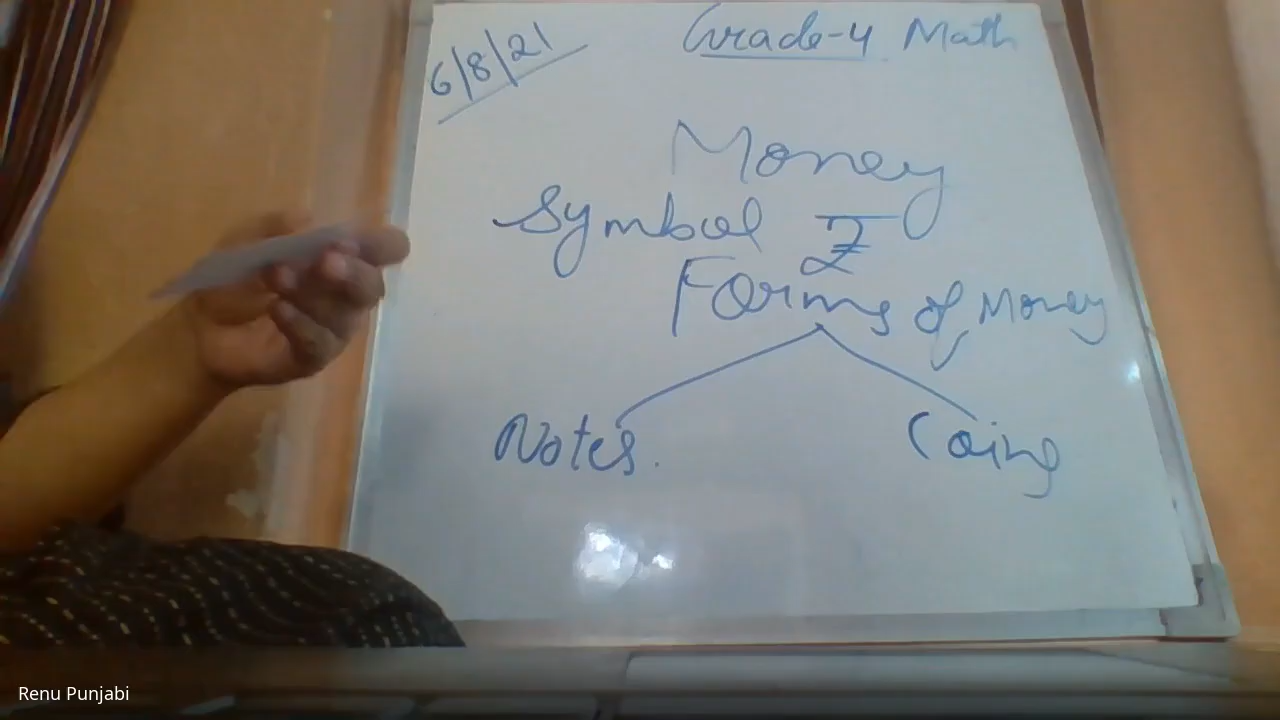 6/8/21
Grade-4 Math
Money
Symbol ₹
Forms of Money
Notes.
Coins
Renu Punjabi